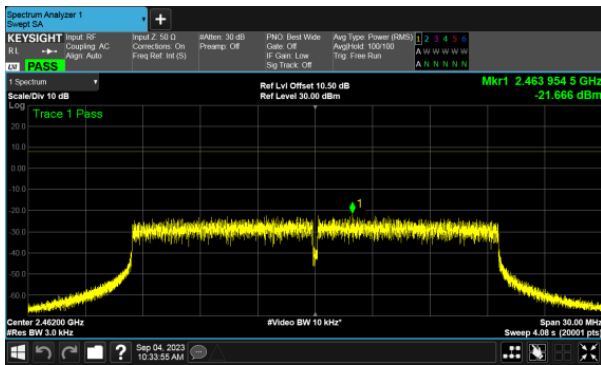 Spectrum Analyzer 1
Swept SA
+
KEYSIGHT Input: RF Input Z: 50 Ω #Atten: 30 dB PNO: Best Wide Avg Type: Power (RMS) 1 2 3 4 5 6
RL Coupling: AC Corrections: On Preamp: Off Gate: Off Avg|Hold: 100/100 A W W W W W
Align: Auto Freq Ref: Int (S) IF Gain: Low Trig: Free Run
LXI PASS Sig Track: Off A N N N N N
1 Spectrum Ref Lvl Offset 10.50 dB Mkr1 2.463 954 5 GHz
Scale/Div 10 dB Ref Level 30.00 dBm -21.666 dBm
Log Trace 1 Pass
20.0
10.0
0.00
-10.0
1
-20.0
-30.0
-40.0
-50.0
-60.0
Center 2.46200 GHz #Video BW 10 kHz* Span 30.00 MHz
#Res BW 3.0 kHz Sweep 4.08 s (20001 pts)
? Sep 04, 2023
10:33:55 AM